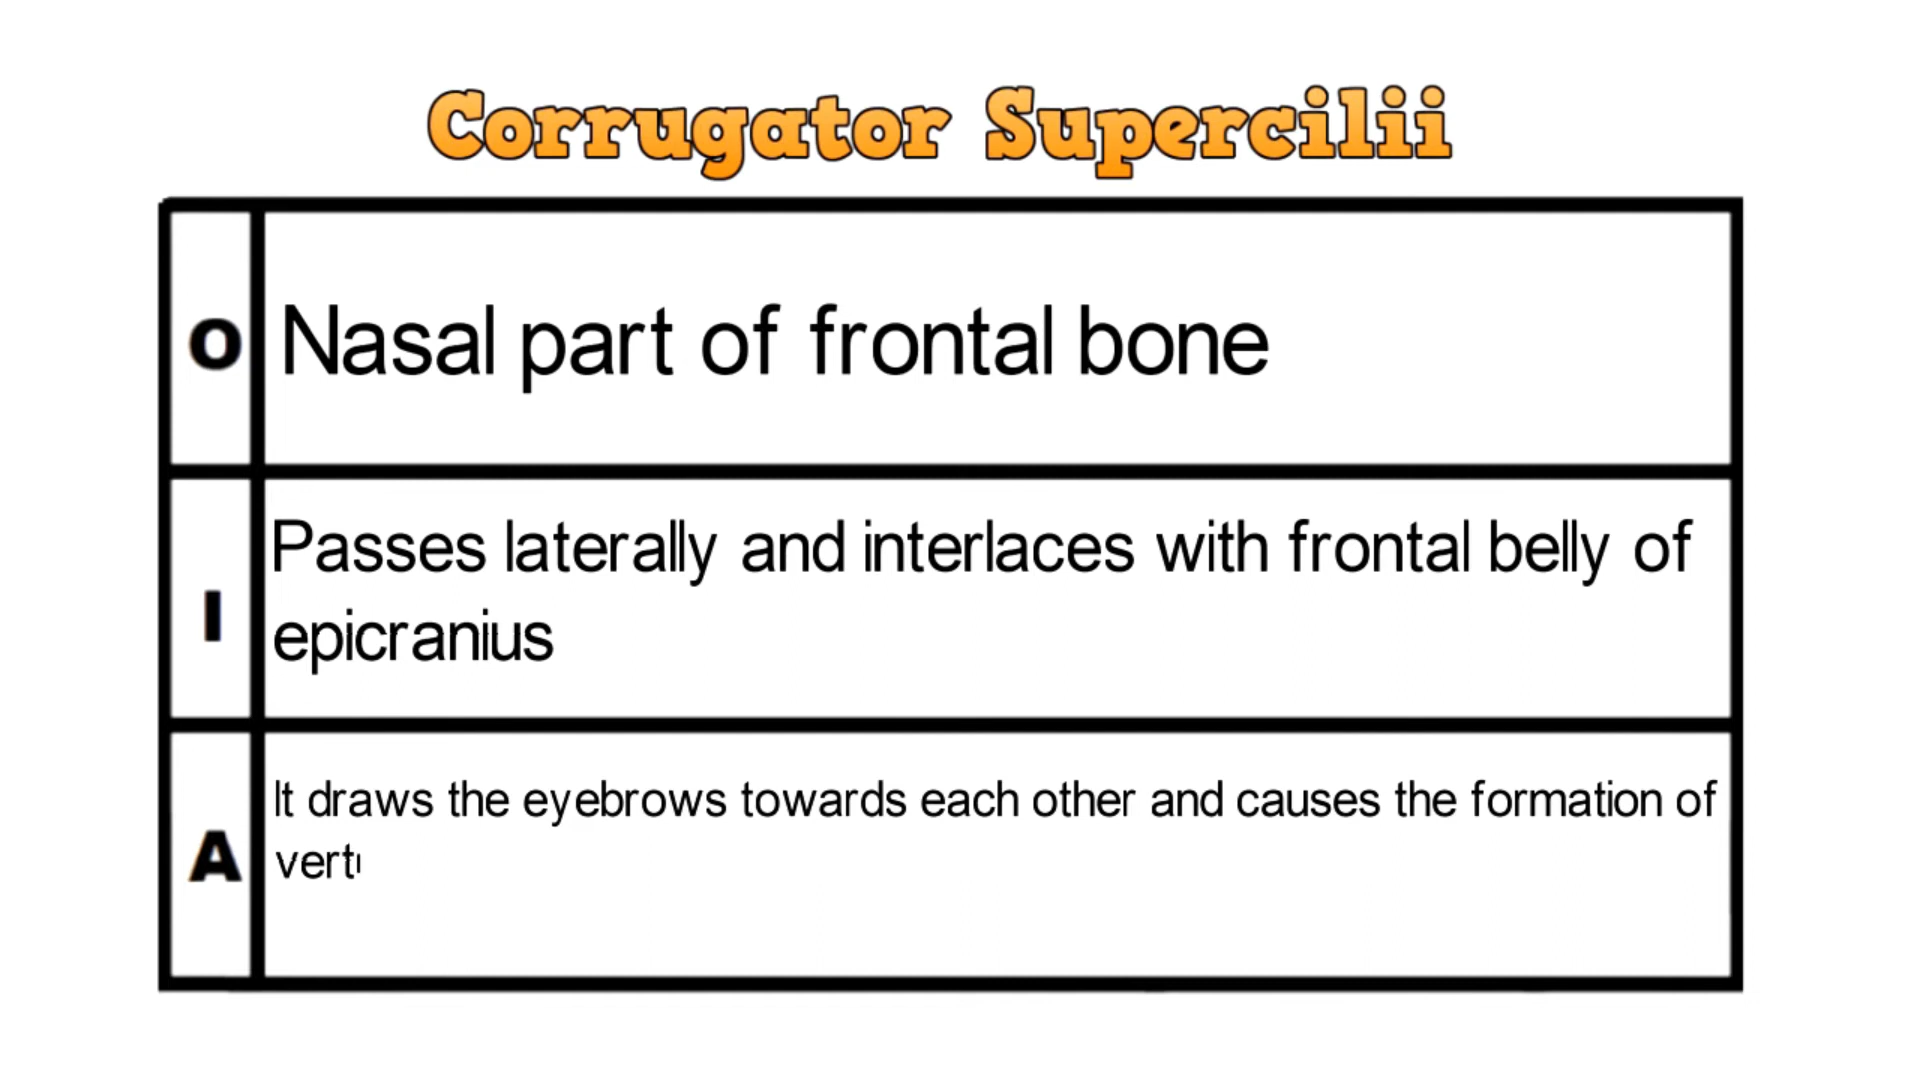 Corrugator Supercilii
O
Nasal part of frontal bone
I
Passes laterally and interlaces with frontal belly of
epicranius
A
It draws the eyebrows towards each other and causes the formation of